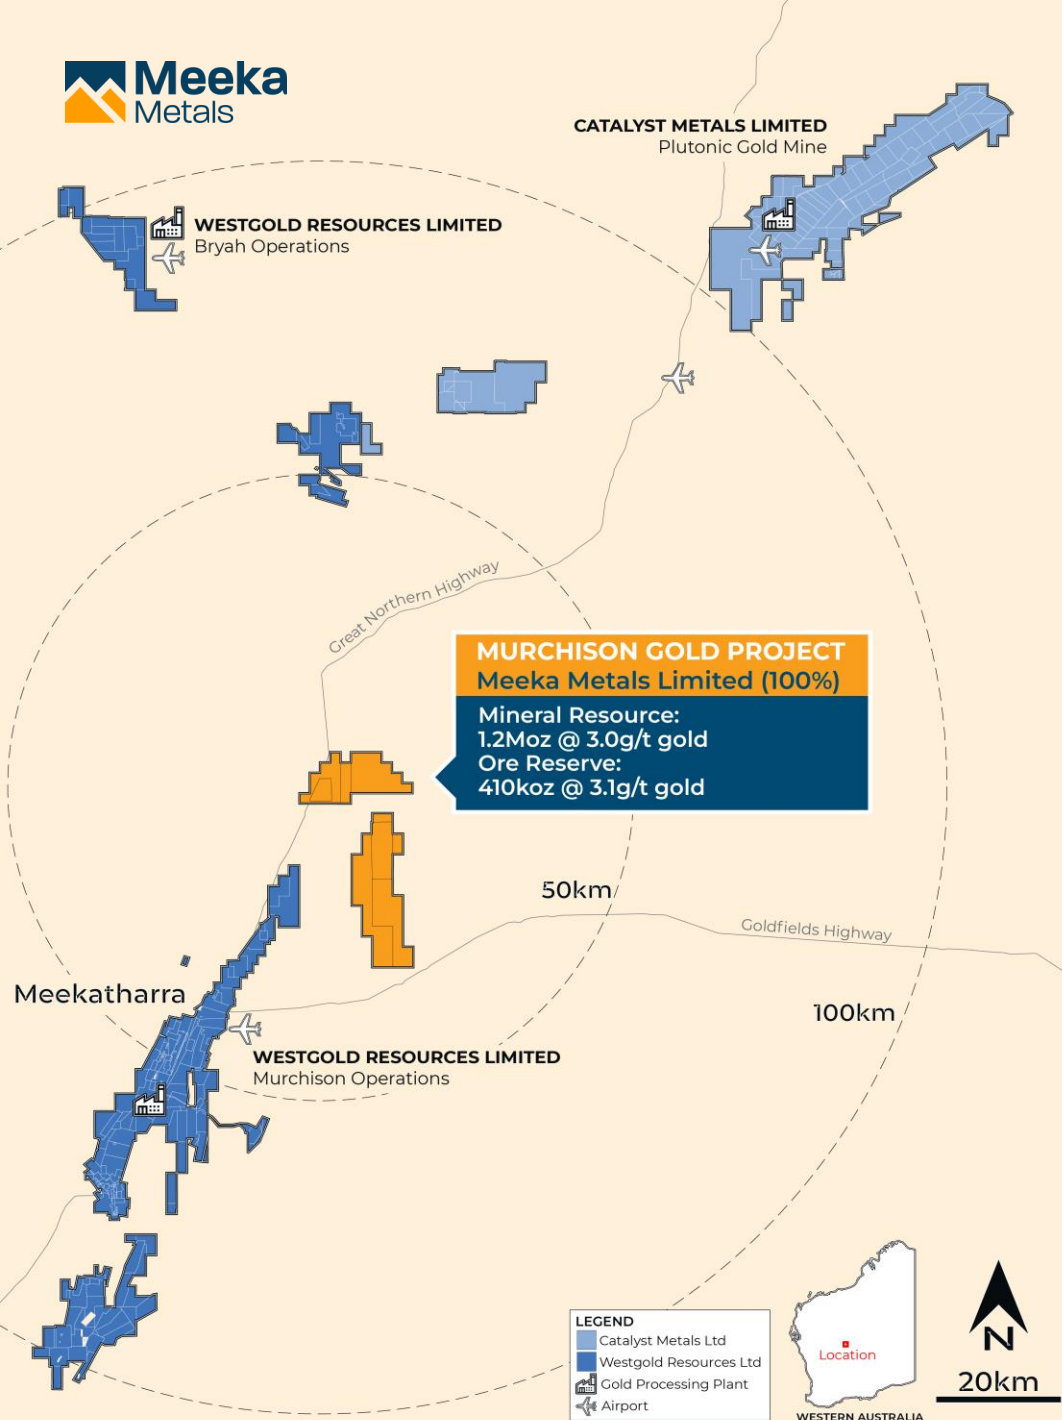 Meeka
Metals
CATALYST METALS LIMITED
Plutonic Gold Mine
WESTGOLD RESOURCES LIMITED
Bryah Operations
Great Northern Highway
MURCHISON GOLD PROJECT
Meeka Metals Limited (100%)
Mineral Resource:
1.2Moz @ 3.0g/t gold
Ore Reserve:
410koz @ 3.1g/t gold
50km
Goldfields Highway
Meekatharra
100km
WESTGOLD RESOURCES LIMITED
Murchison Operations
LEGEND
Catalyst Metals Ltd
Westgold Resources Ltd
Gold Processing Plant
Airport
Location
WESTERN AUSTRALIA
N
20km